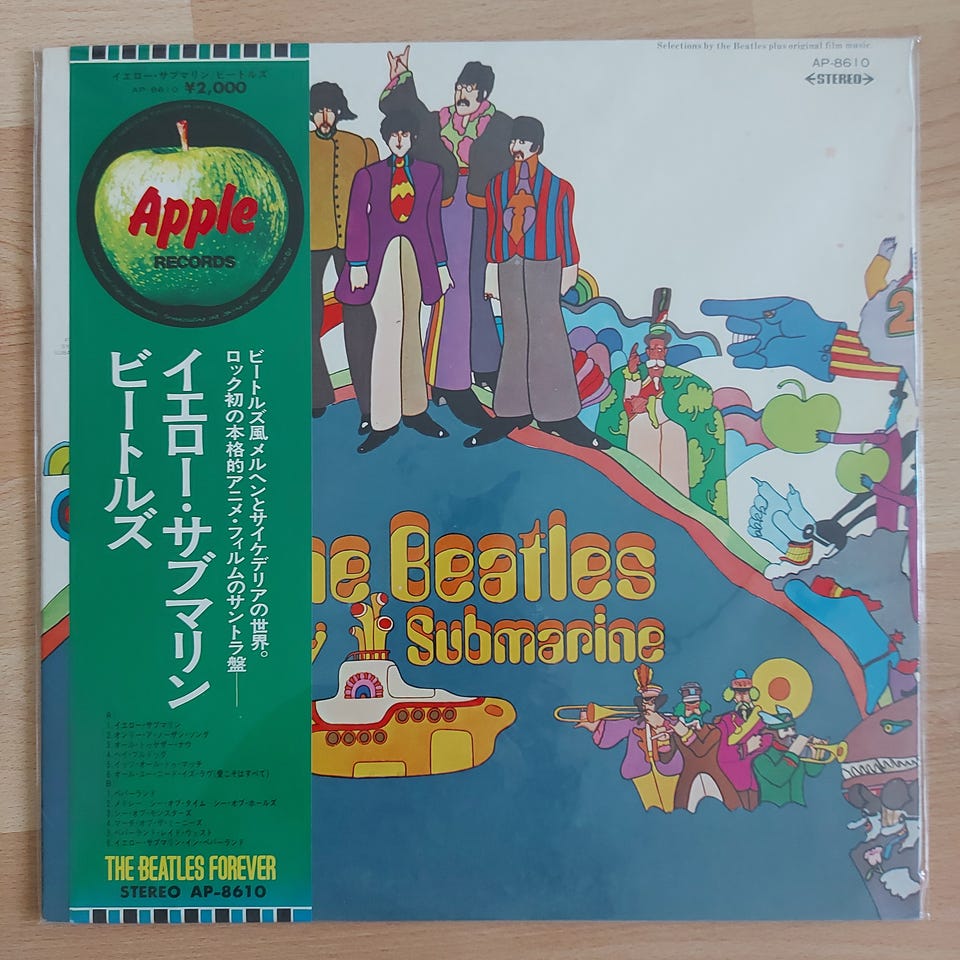 Selections by the Beatles plus original film music
AP-8610
STEREO
イエロー・サブマリン/ビートルズ
AP-8610 ¥2,000
Apple
RECORDS
ビートルズ風メルヘンとサイケデリアの世界。
ロック初の本格的アニメ・フィルムのサントラ盤——
イエロー・サブマリン
ビートルズ
he Beatles
Submarine
A
1. イエロー・サブマリン
2. オンリー・ア・ノーザン・ソング
3. オール・トゥゲザー・ナウ
4. ヘイ・ブルドッグ
5. イッツ・オール・トゥ・マッチ
6. オール・ユー・ニード・イズ・ラヴ(愛こそはすべて)
B
1. ペパーランド
2. メドレー シー・オブ・タイム シー・オブ・ホールズ
3. シー・オブ・モンスターズ
4. マーチ・オブ・ザ・ミーニーズ
5. ペパーランド・レイド・ウェスト
6. イエロー・サブマリン・イン・ペパーランド
THE BEATLES FOREVER
STEREO AP-8610